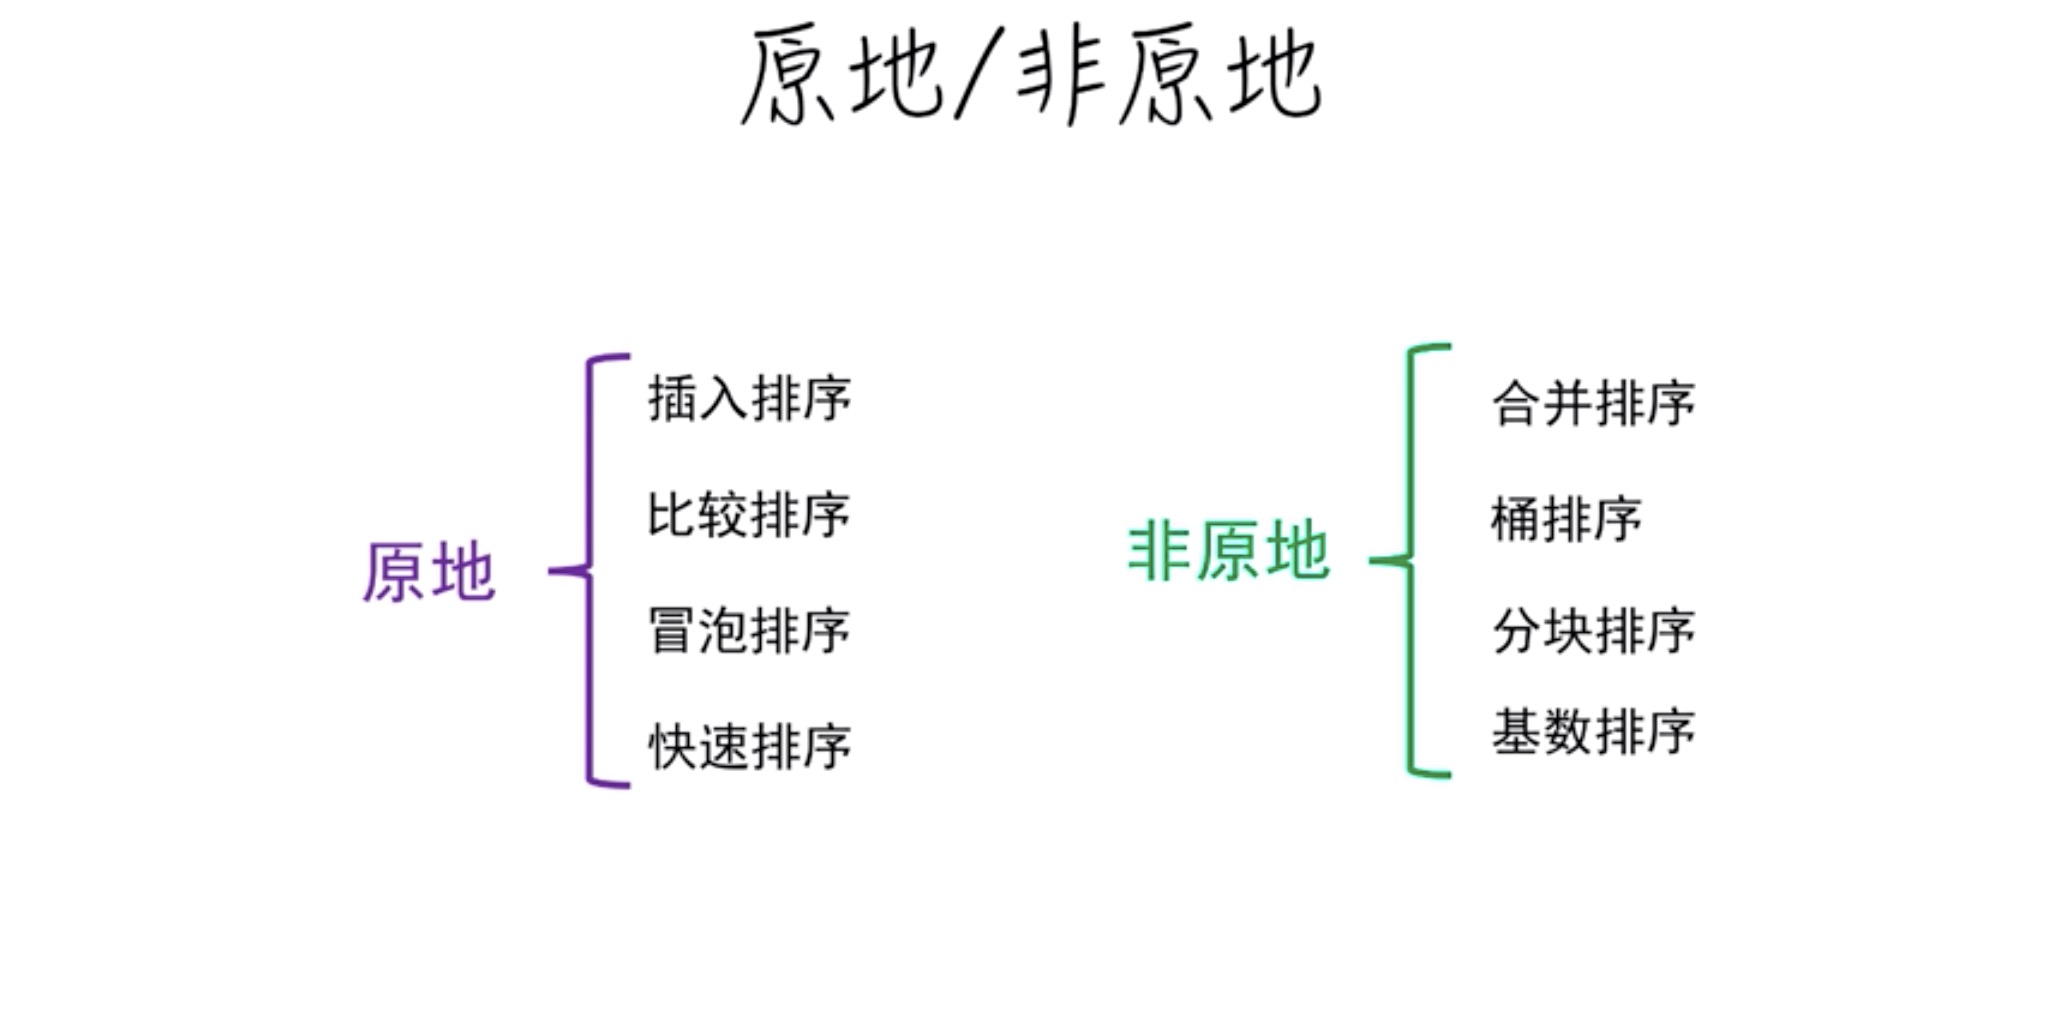 原地/非原地
原地
插入排序
比较排序
冒泡排序
快速排序
非原地
合并排序
桶排序
分块排序
基数排序